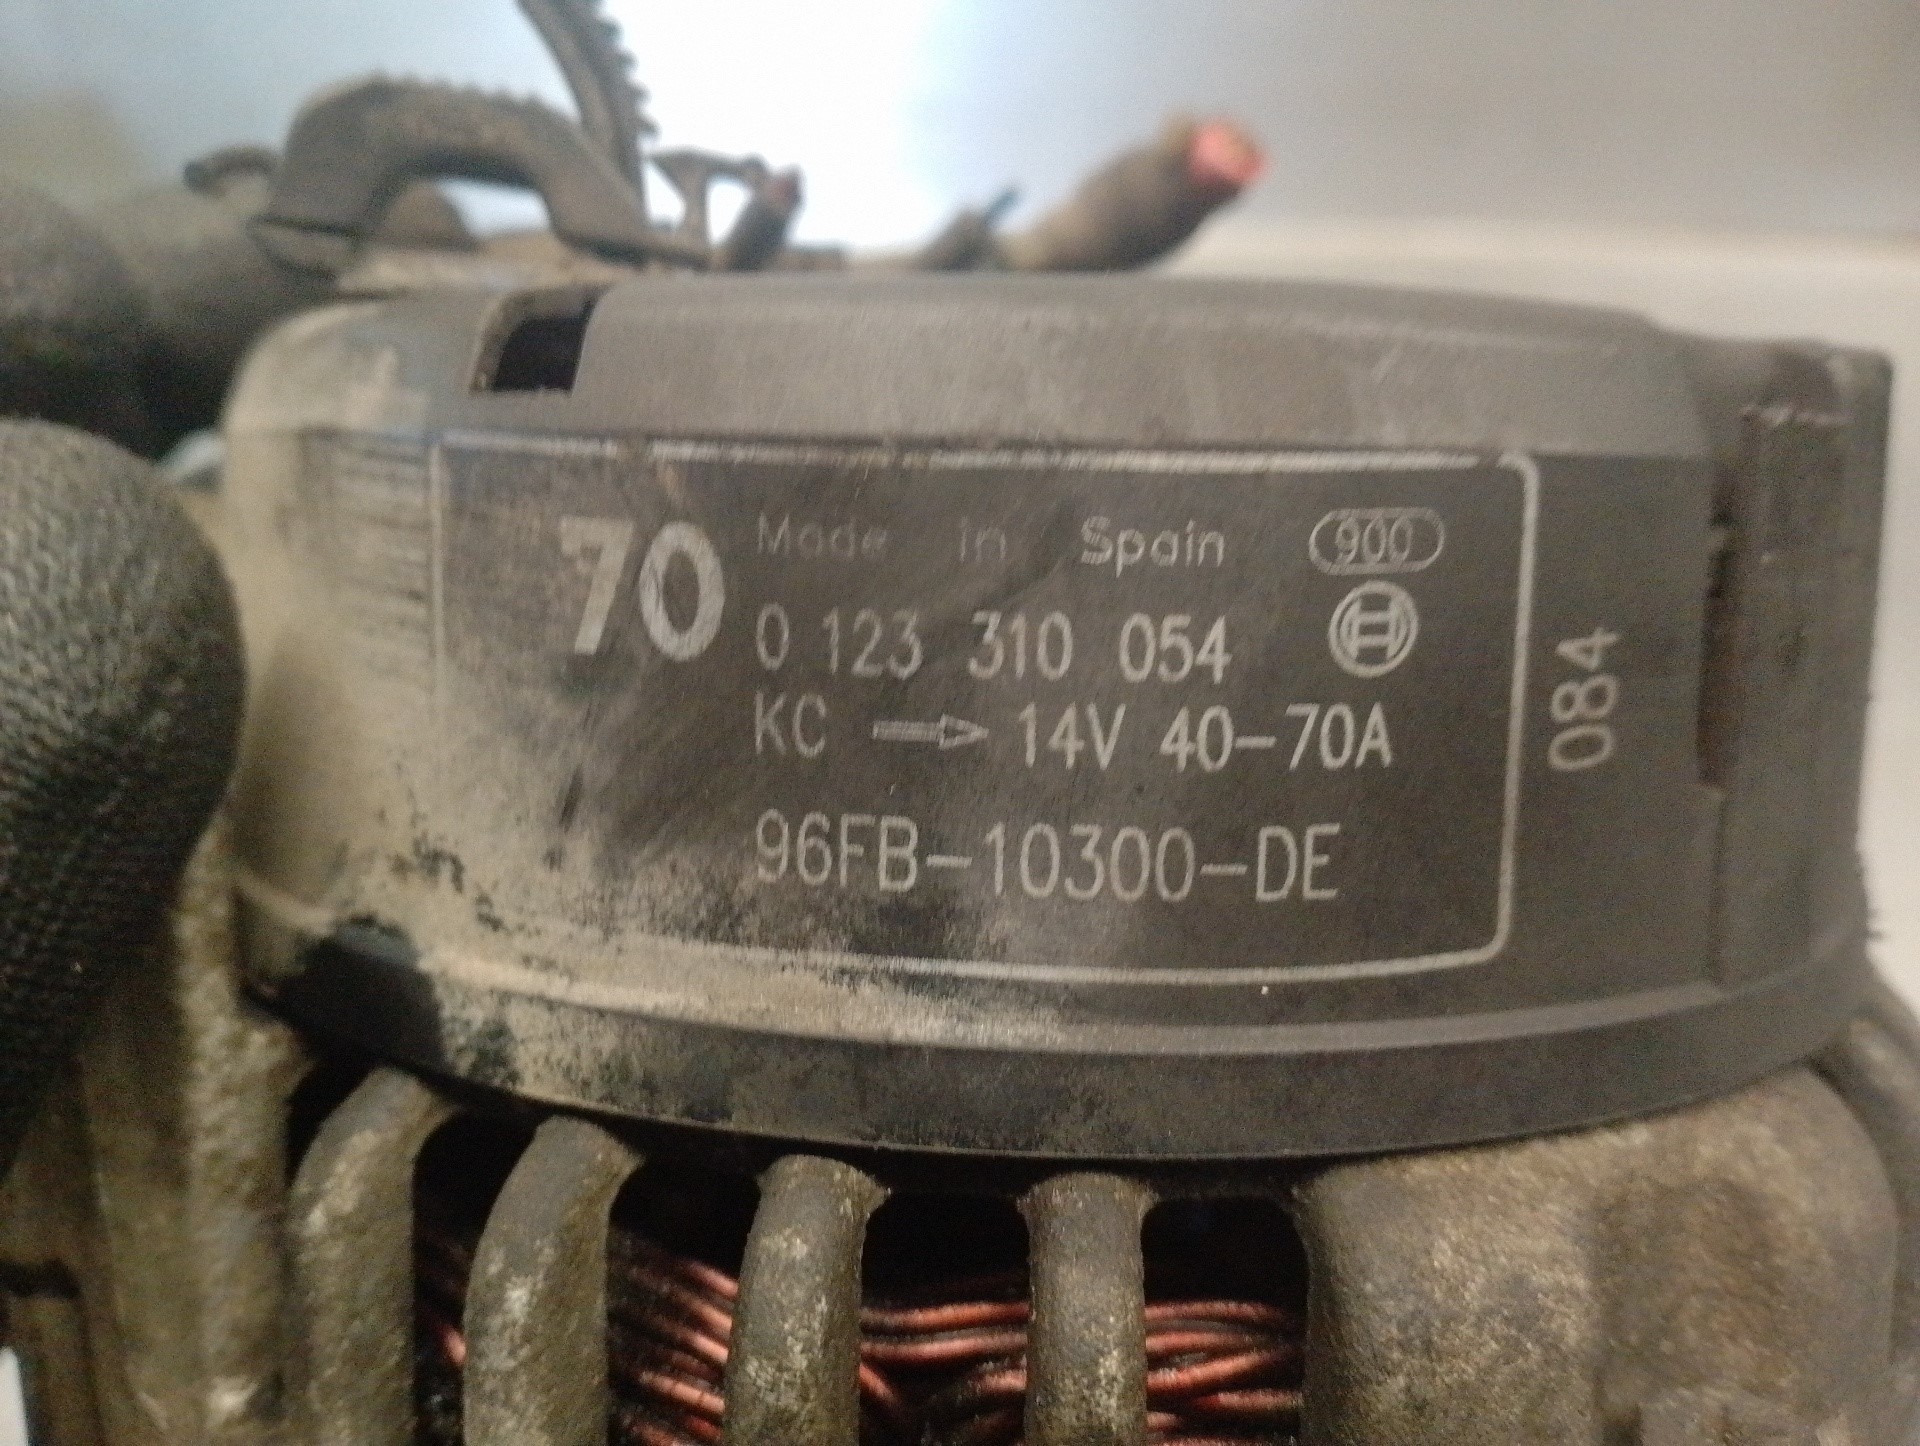 70 Made in Spain 900
0 123 310 054
KC 14V 40-70A
96FB-10300-DE
084